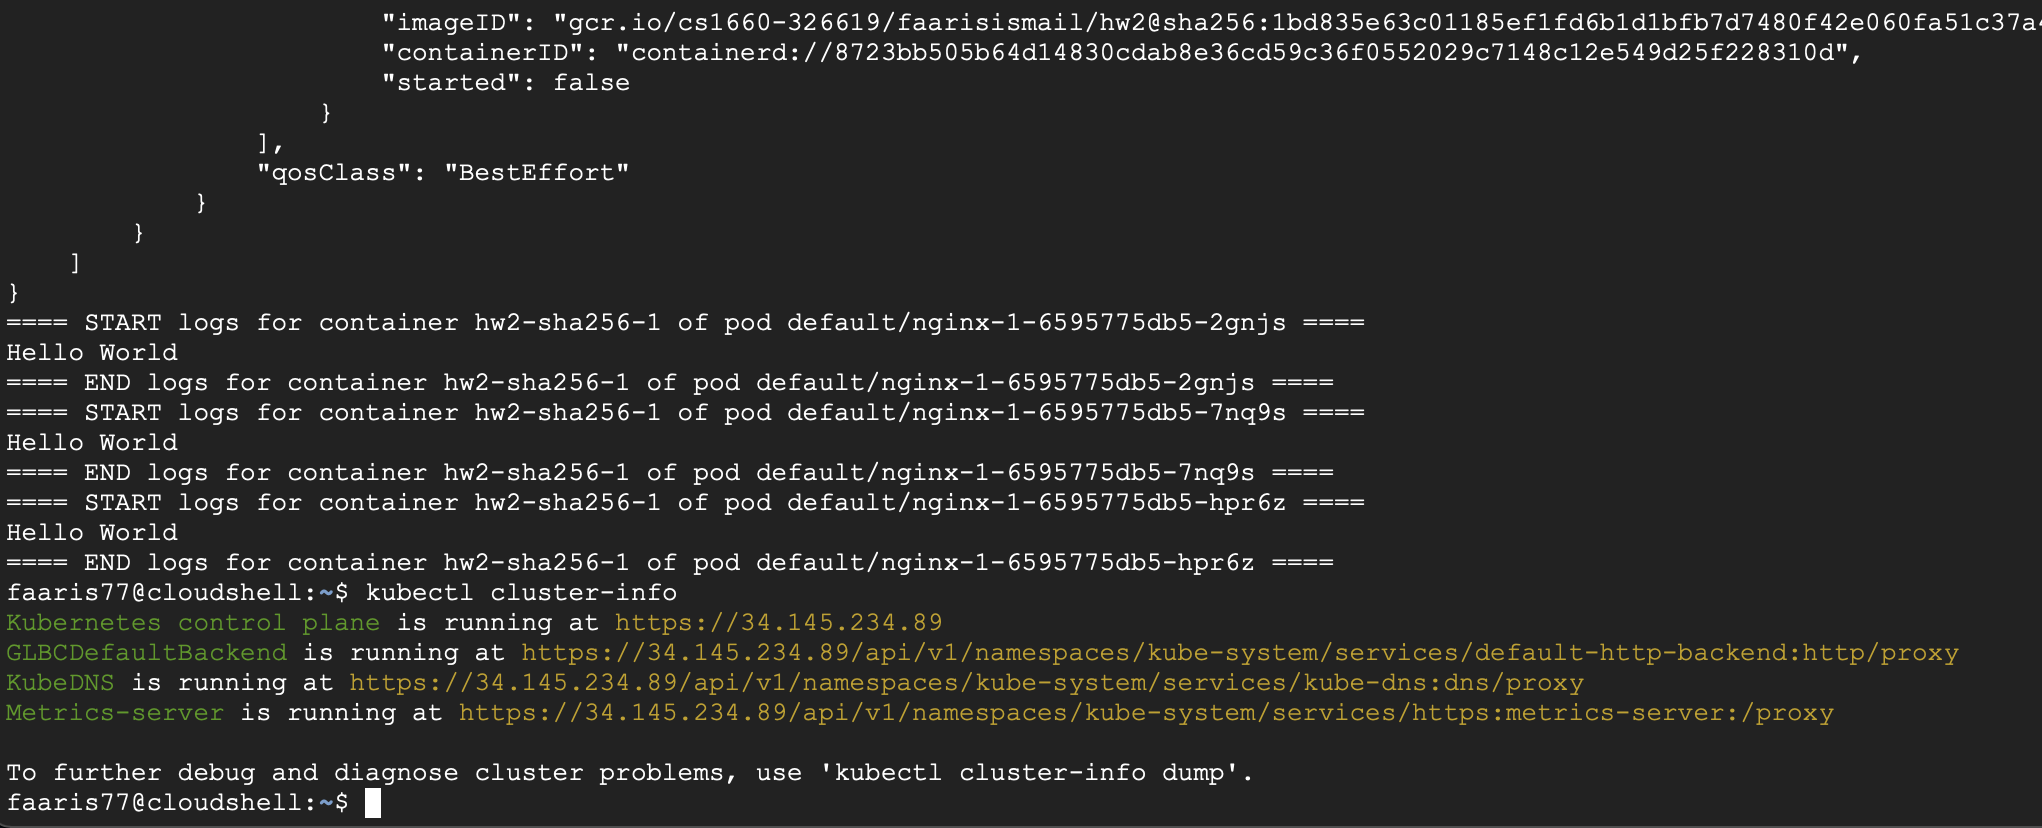 "imageID": "gcr.io/cs1660-326619/faarisismail/hw2@sha256:1bd835e63c01185ef1fd6b1d1bfb7d7480f42e060fa51c37a4
"containerID": "containerd://8723bb505b64d14830cdab8e36cd59c36f0552029c7148c12e549d25f228310d",
"started": false
}
],
"qosClass": "BestEffort"
}
}
]
}
==== START logs for container hw2-sha256-1 of pod default/nginx-1-6595775db5-2gnjs ====
Hello World
==== END logs for container hw2-sha256-1 of pod default/nginx-1-6595775db5-2gnjs ====
==== START logs for container hw2-sha256-1 of pod default/nginx-1-6595775db5-7nq9s ====
Hello World
==== END logs for container hw2-sha256-1 of pod default/nginx-1-6595775db5-7nq9s ====
==== START logs for container hw2-sha256-1 of pod default/nginx-1-6595775db5-hpr6z ====
Hello World
==== END logs for container hw2-sha256-1 of pod default/nginx-1-6595775db5-hpr6z ====
faaris77@cloudshell:~$ kubectl cluster-info
Kubernetes control plane is running at https://34.145.234.89
GLBCDefaultBackend is running at https://34.145.234.89/api/v1/namespaces/kube-system/services/default-http-backend:http/proxy
KubeDNS is running at https://34.145.234.89/api/v1/namespaces/kube-system/services/kube-dns:dns/proxy
Metrics-server is running at https://34.145.234.89/api/v1/namespaces/kube-system/services/https:metrics-server:/proxy
To further debug and diagnose cluster problems, use 'kubectl cluster-info dump'.
faaris77@cloudshell:~$